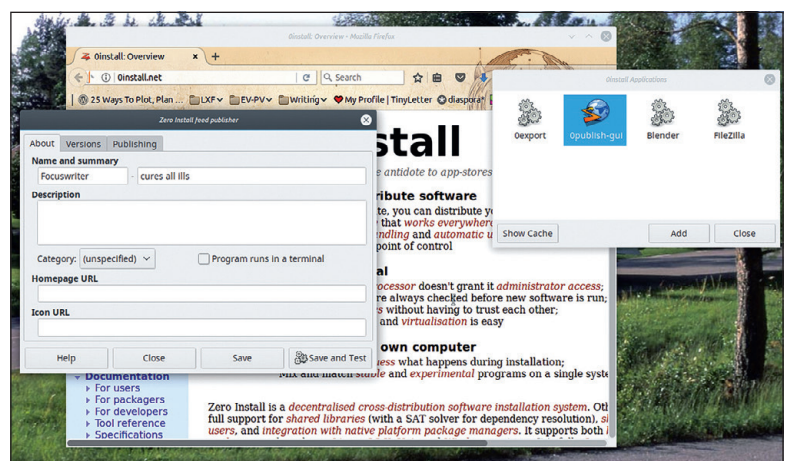 0install: Overview - Mozilla Firefox
0install: Overview x +
0install.net Search
25 Ways To Plot, Plan ... LXF EV-PV Writing My Profile | TinyLetter diaspora*
Zero Install feed publisher
About Versions Publishing
Name and summary
Focuswriter - cures all ills
Description
Category: (unspecified) Program runs in a terminal
Homepage URL
Icon URL
Help Close Save Save and Test
0install Applications
0export 0publish-gui Blender FileZilla
Show Cache Add Close
stall
e antidote to app-stores
ribute software
te, you can distribute
that works everywhere
ndling and automatic
point of control
al
ocessor doesn't grant it administrator access;
re always checked before new software is run;
s without having to trust each other;
and virtualisation is easy
own computer
uess what happens during installation;
Mix and match stable and experimental programs on a single syste
Documentation
For users
For packagers
For developers
Tool reference
Specifications
Zero Install is a decentralised cross-distribution software installation system. Oth
full support for shared libraries (with a SAT solver for dependency resolution),
users, and integration with native platform package managers. It supports both